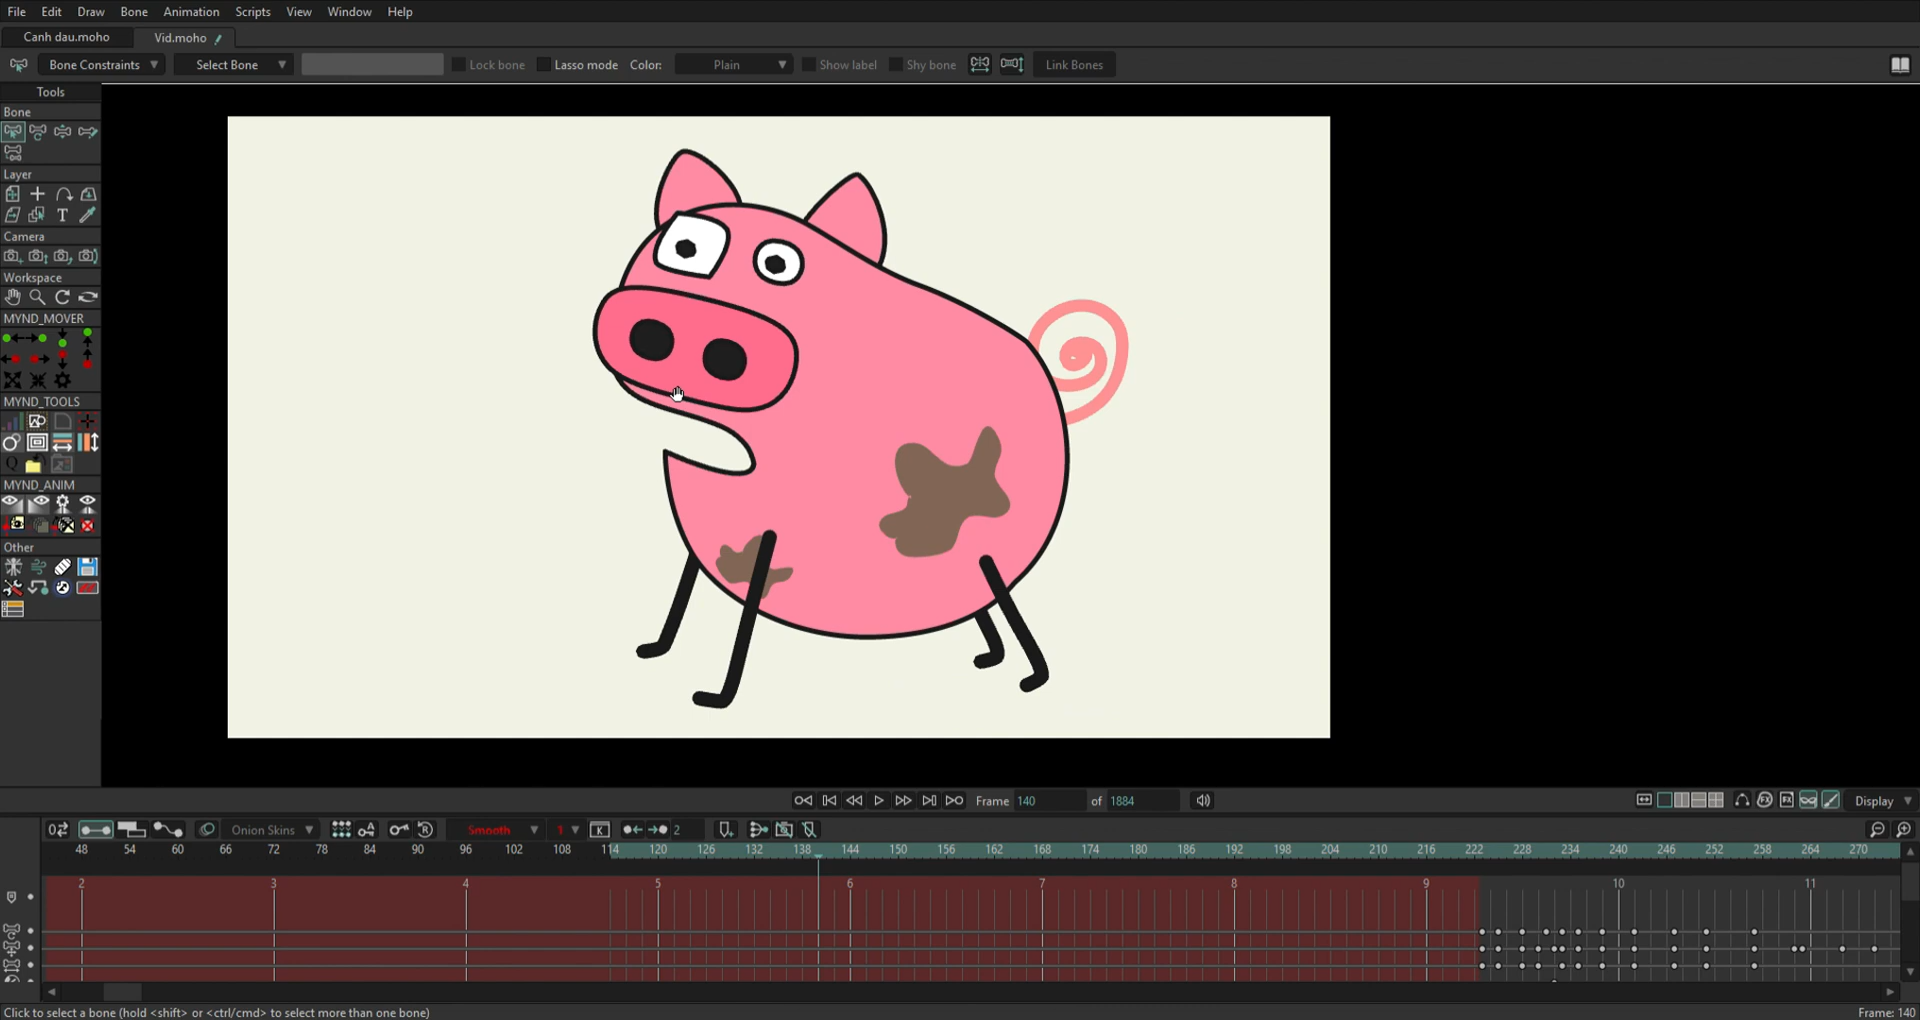 File Edit Draw Bone Animation Scripts View Window Help
Canh dau.moho Vid.moho
Bone Constraints Select Bone Lock bone Lasso mode Color: Plain Show label Shy bone Link Bones
Tools
Bone
Layer
T
Camera
Workspace
MYND_MOVER
MYND_TOOLS
Q
MYND_ANIM
Other
Frame 140 of 1884 FX FX Display
Onion Skins Smooth 1 K 2
48 54 60 66 72 78 84 90 96 102 108 114 120 126 132 138 144 150 156 162 168 174 180 186 192 198 204 210 216 222 228 234 240 246 252 258 264 270
2 3 4 5 6 7 8 9 10 11
Click to select a bone (hold <shift> or <ctrl/cmd> to select more than one bone) Frame: 140